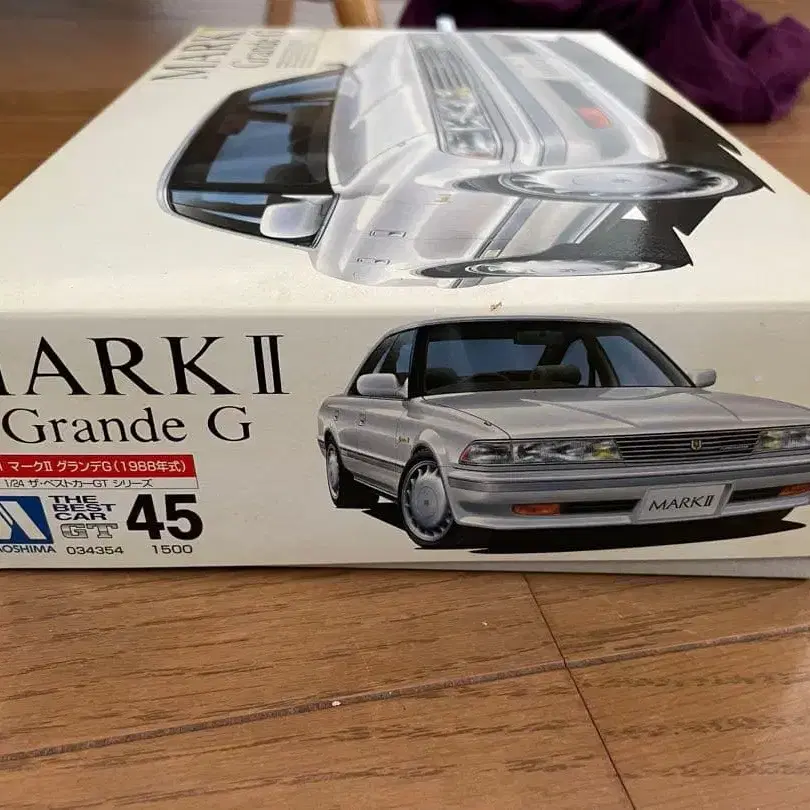 MARK II
Grande G
MARK II
Grande G
マークⅡ グランデG(1988年式)
1/24 ザ・ベストカーGT シリーズ
THE
BEST
CAR
GT 45
AOSHIMA 034354 1500
MARK II